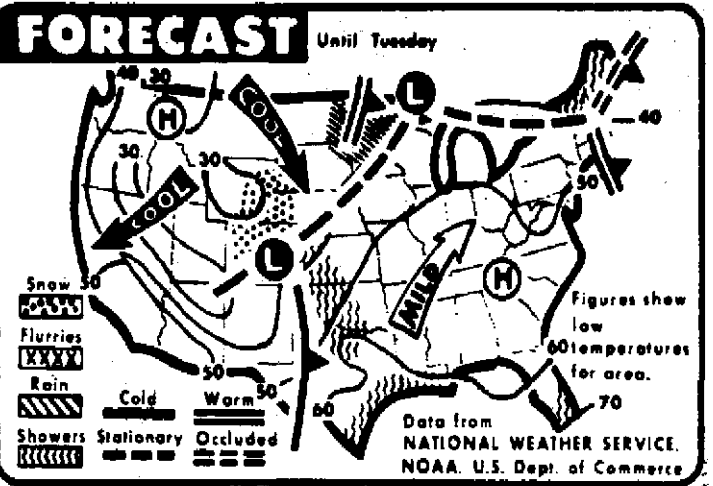 FORECAST
Until Tuesday
40 30
H
COOL
L
40
30
30
COOL
50
L
MILD
H
Snow
50
Flurries
Rain
Showers
Cold
Warm
Stationary
Occluded
50
50
60
60
70
Figures show
low
temperatures
for area.
Data from
NATIONAL WEATHER SERVICE,
NOAA, U.S. Dept. of Commerce